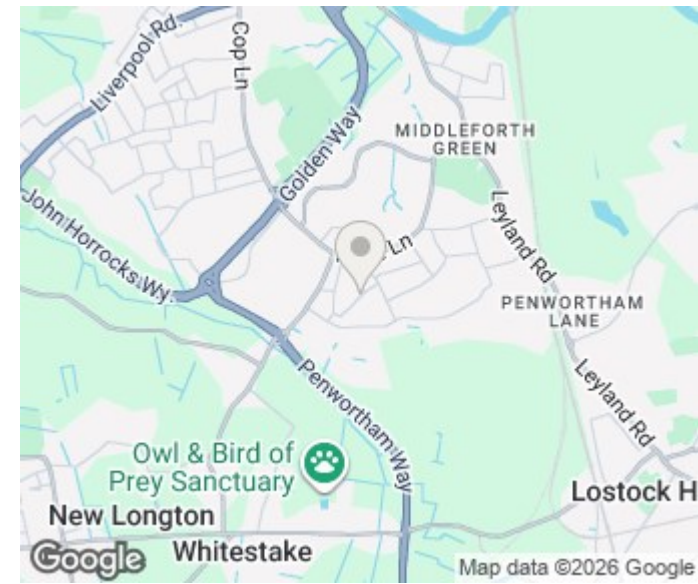 Liverpool Rd.
Cop Ln
Golden Way
MIDDLEFORTH
GREEN
Leyland Rd
John Horrocks Wy.
Ln
PENWORTHAM
LANE
Penwortham Way
Leyland Rd
Owl & Bird of
Prey Sanctuary
Lostock H
New Longton
Whitestake
Google
Map data ©2026 Google